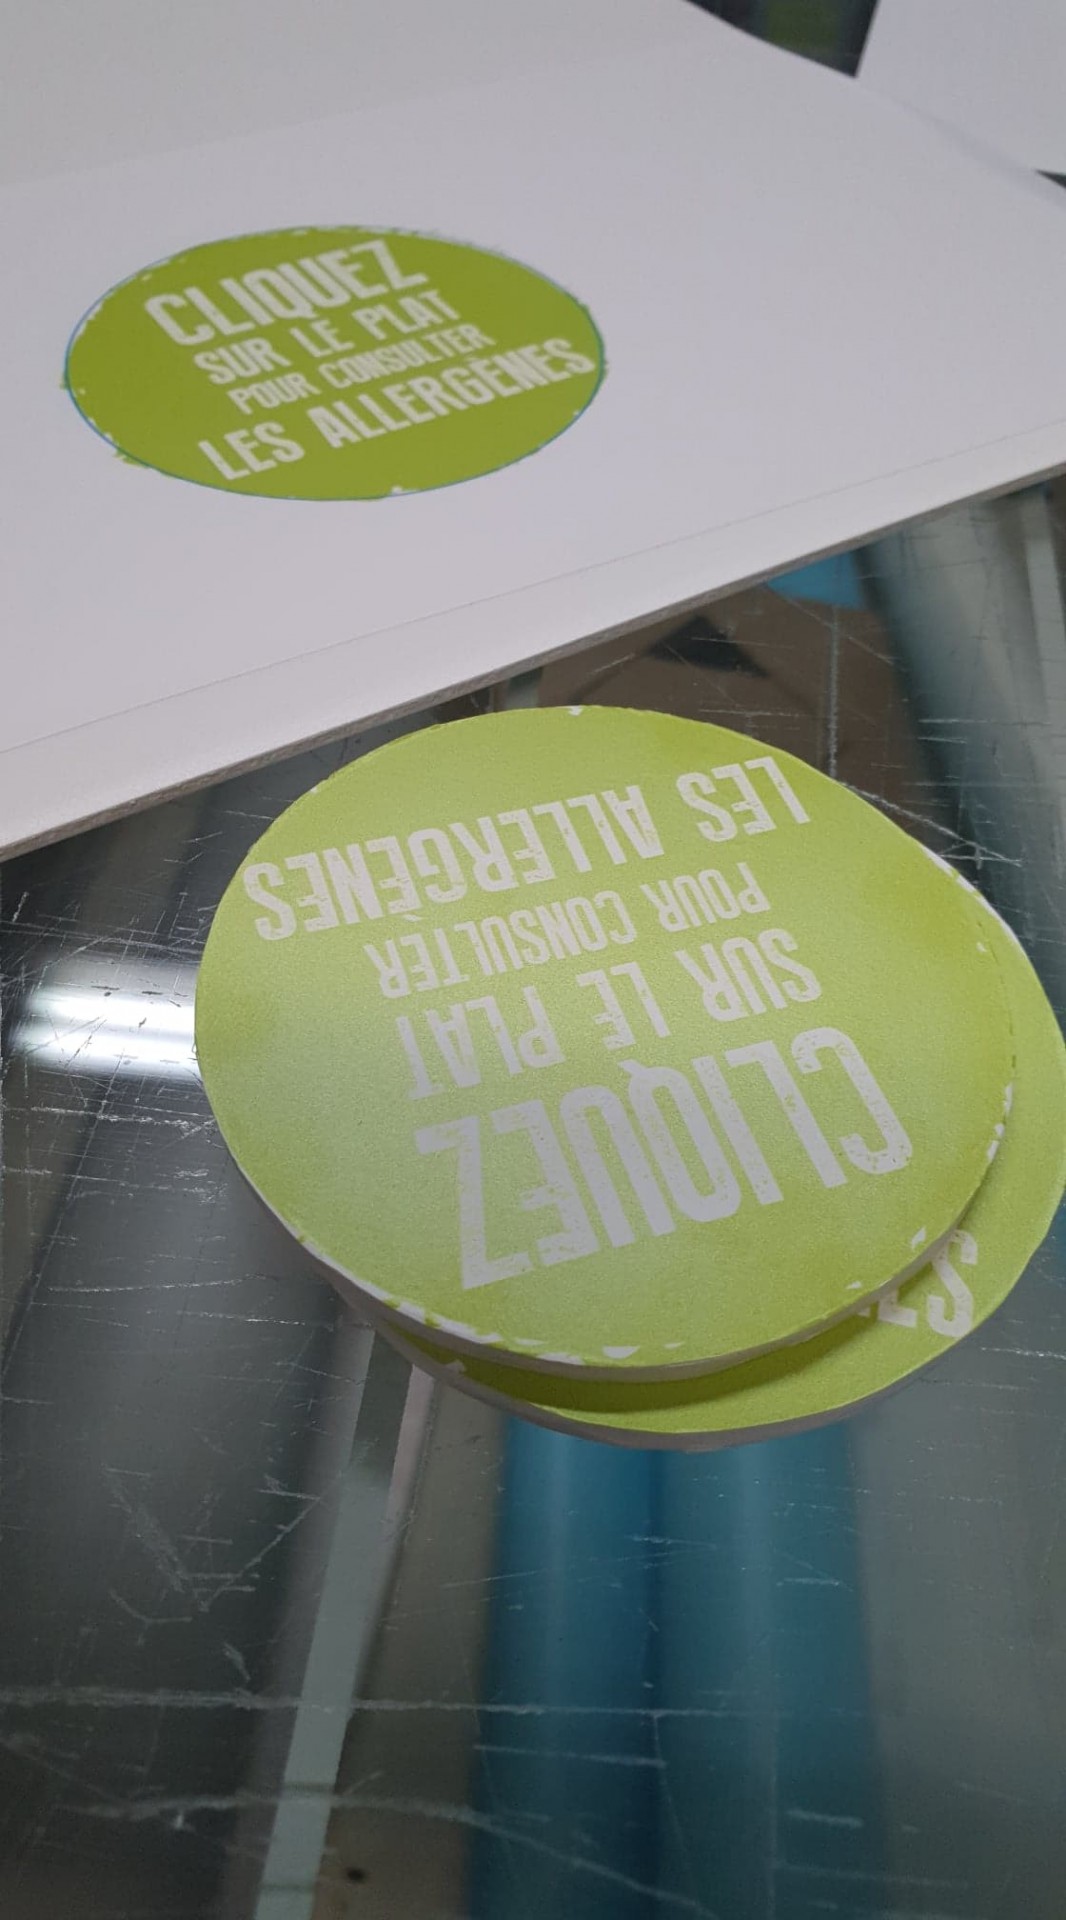 CLIQUEZ
SUR LE PLAT
POUR CONSULTER
LES ALLERGÈNES
CLIQUEZ
SUR LE PLAT
POUR CONSULTER
LES ALLERGÈNES